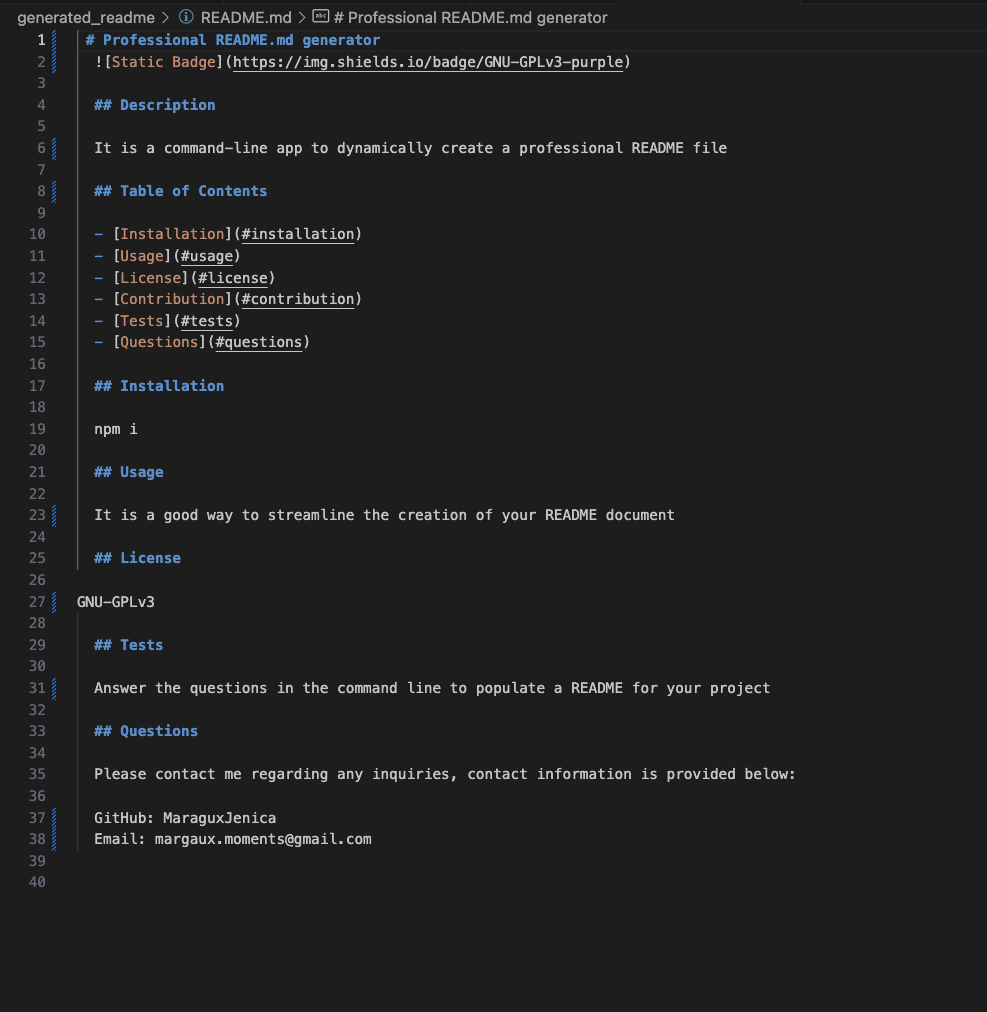 generated_readme > README.md > # Professional README.md generator
1 # Professional README.md generator
2 ![Static Badge](https://img.shields.io/badge/GNU-GPLv3-purple)
3
4 ## Description
5
6 It is a command-line app to dynamically create a professional README file
7
8 ## Table of Contents
9
10 - [Installation](#installation)
11 - [Usage](#usage)
12 - [License](#license)
13 - [Contribution](#contribution)
14 - [Tests](#tests)
15 - [Questions](#questions)
16
17 ## Installation
18
19 npm i
20
21 ## Usage
22
23 It is a good way to streamline the creation of your README document
24
25 ## License
26
27 GNU-GPLv3
28
29 ## Tests
30
31 Answer the questions in the command line to populate a README for your project
32
33 ## Questions
34
35 Please contact me regarding any inquiries, contact information is provided below:
36
37 GitHub: MaraguxJenica
38 Email: margaux.moments@gmail.com
39
40